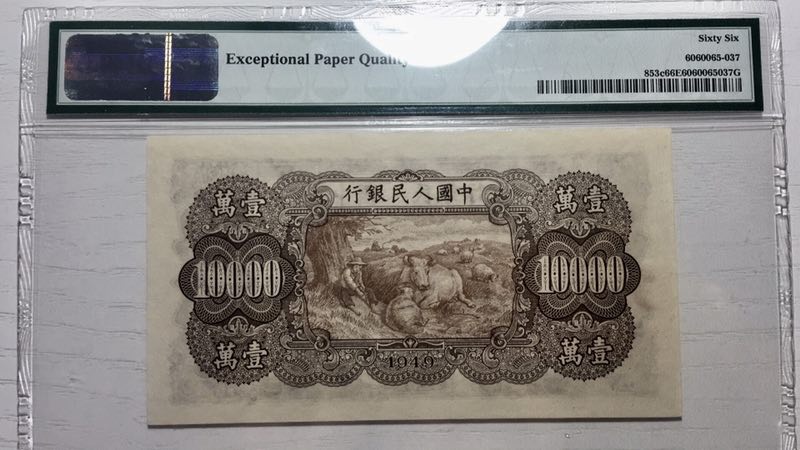 Exceptional Paper Quality
Sixty Six
6060065-037
853c66E6060065037G
行銀民人國中
萬壹
萬壹
10000
10000
萬壹
萬壹
1949